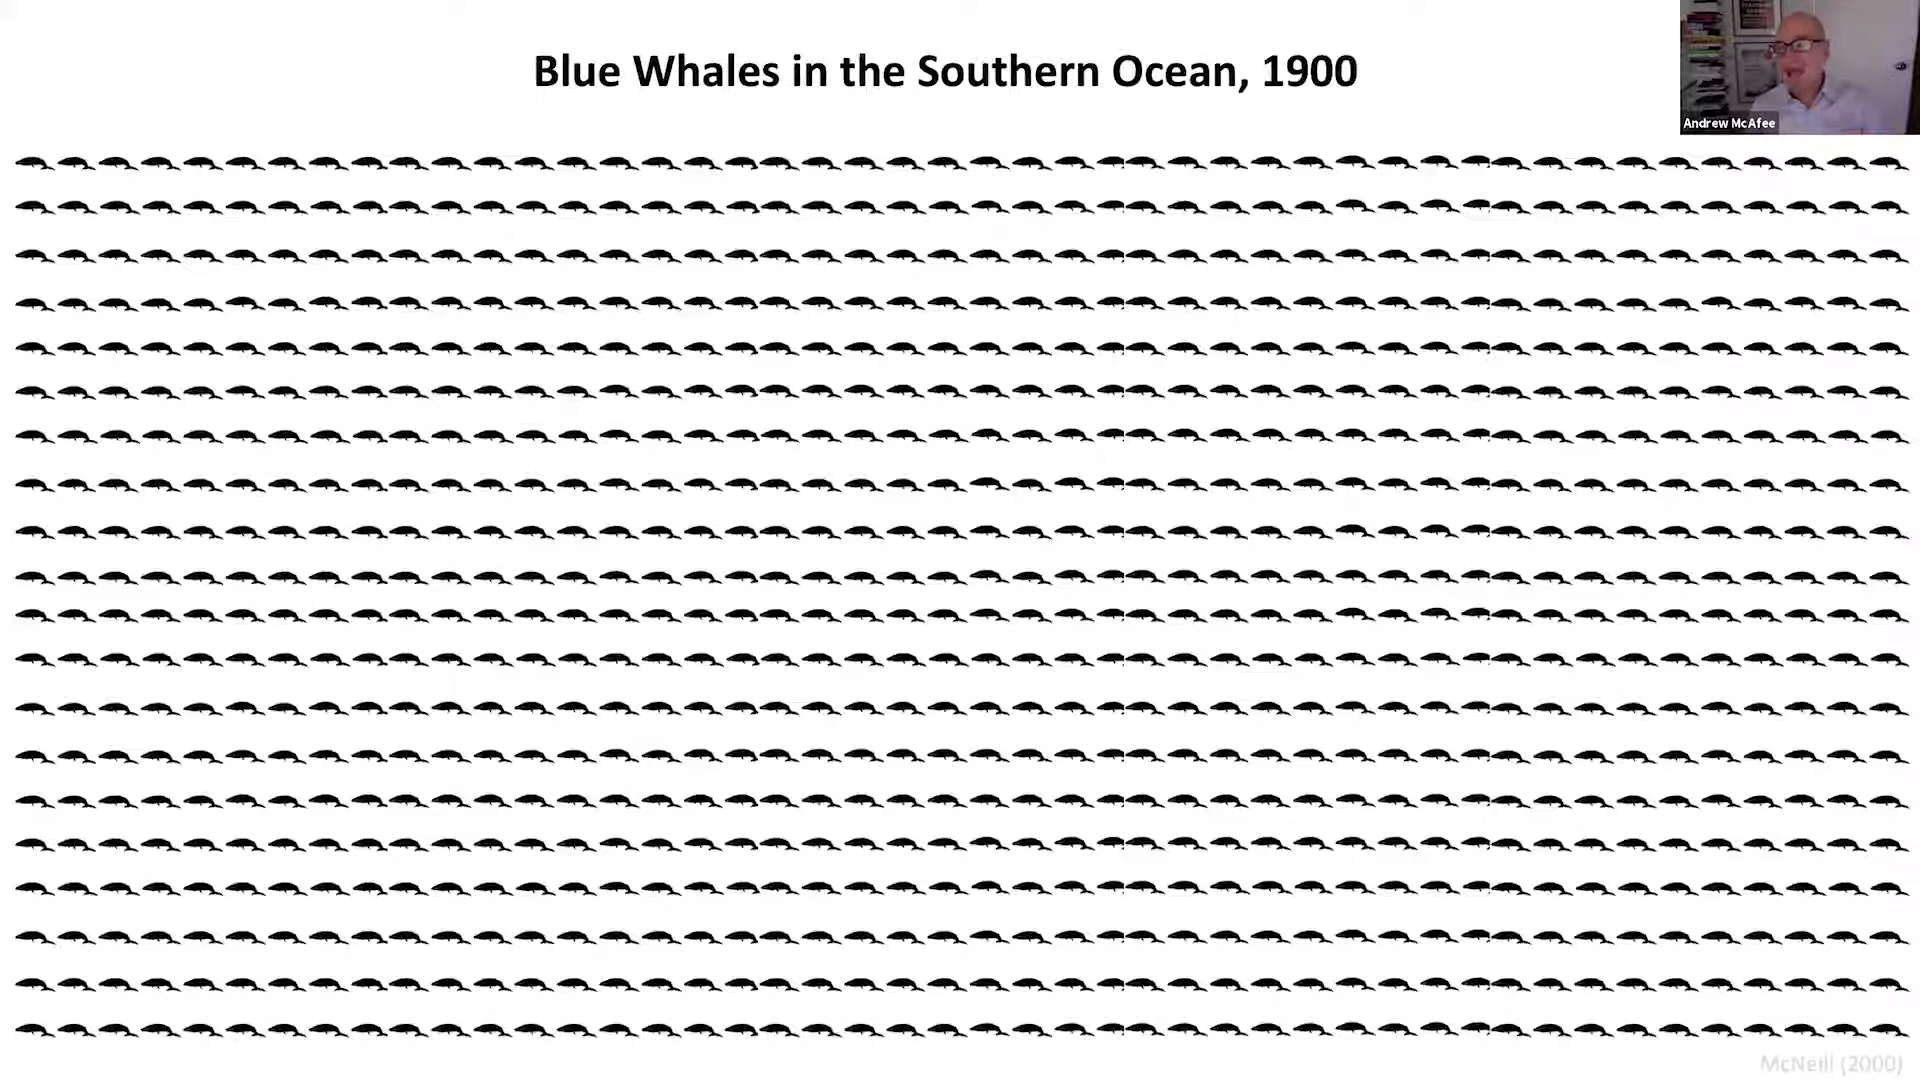 Blue Whales in the Southern Ocean, 1900
Andrew McAfee
McNeill (2000)